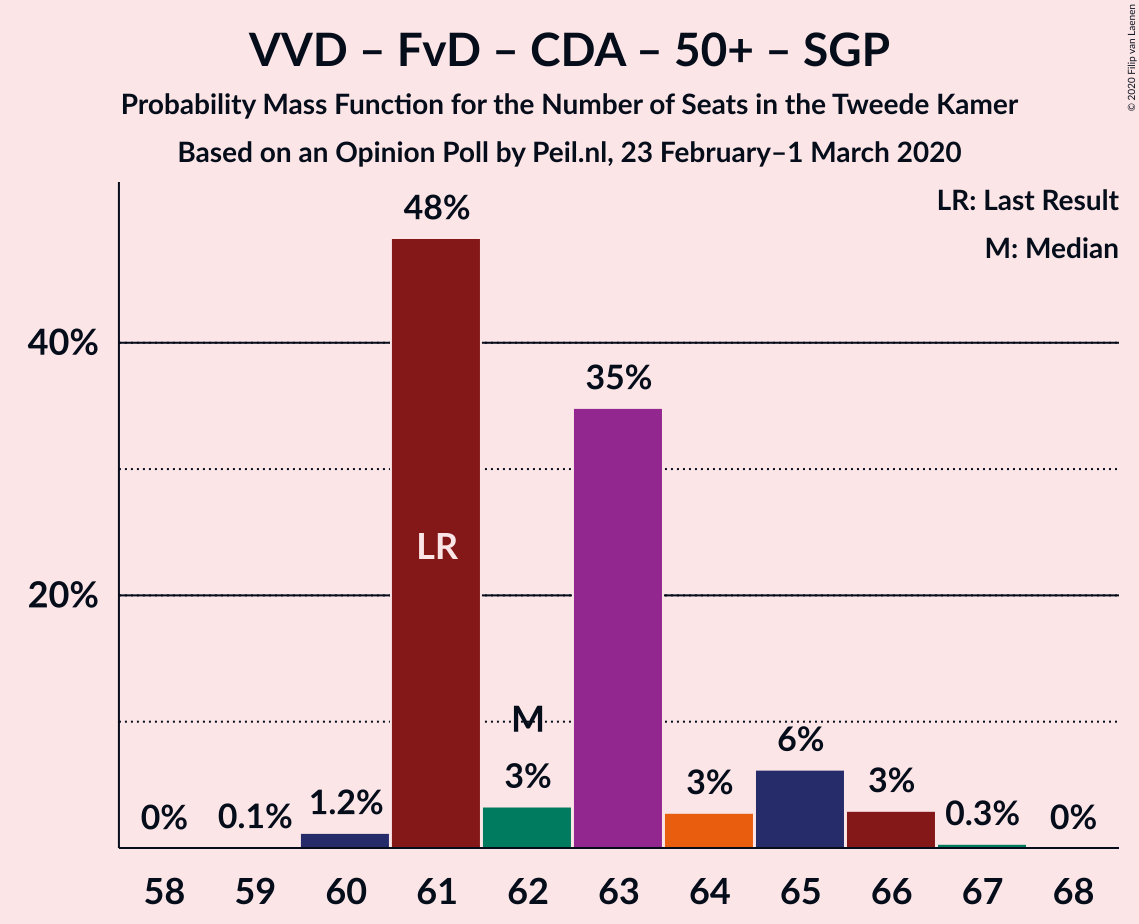 VVD – FvD – CDA – 50+ – SGP
Probability Mass Function for the Number of Seats in the Tweede Kamer
Based on an Opinion Poll by Peil.nl, 23 February–1 March 2020
© 2020 Filip van Laenen
LR: Last Result
M: Median
48%
40%
35%
LR
20%
M
6%
3%
3%
3%
1.2%
0%
0.1%
0.3%
0%
58 59 60 61 62 63 64 65 66 67 68